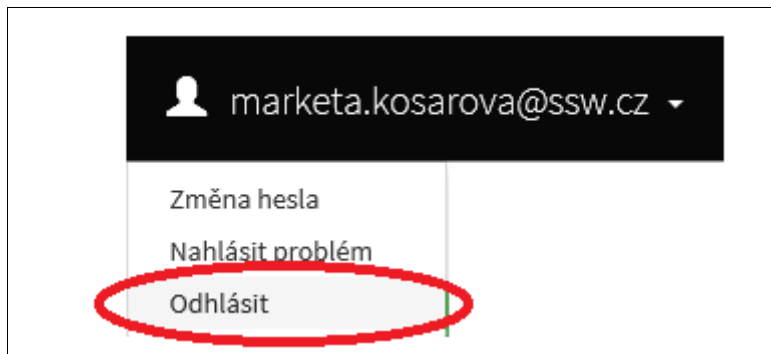 marketa.kosarova@ssw.cz
Změna hesla
Nahlásit problém
Odhlásit